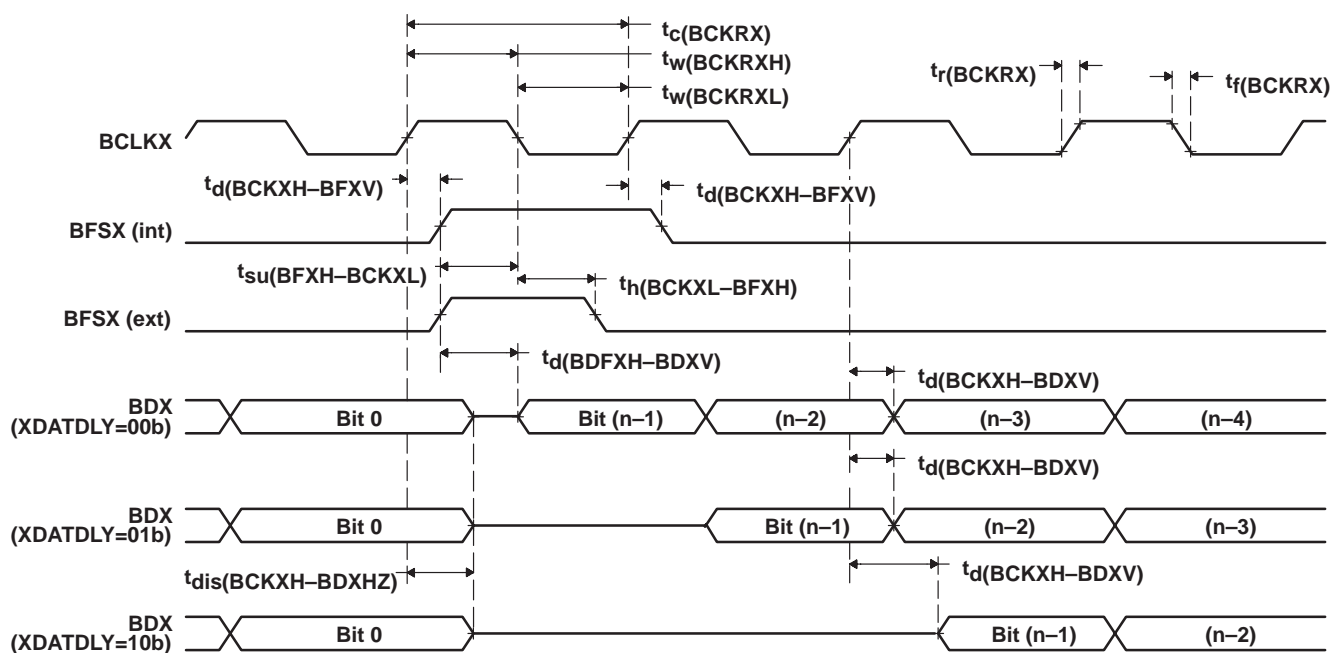 tc(BCKRX)
tw(BCKRXH)
tw(BCKRXL)
tr(BCKRX)
tf(BCKRX)
BCLKX
td(BCKXH–BFXV)
td(BCKXH–BFXV)
BFSX (int)
tsu(BFXH–BCKXL)
th(BCKXL–BFXH)
BFSX (ext)
td(BDFXH–BDXV)
td(BCKXH–BDXV)
BDX
(XDATDLY=00b)
Bit 0
Bit (n–1)
(n–2)
(n–3)
(n–4)
td(BCKXH–BDXV)
BDX
(XDATDLY=01b)
Bit 0
Bit (n–1)
(n–2)
(n–3)
tdis(BCKXH–BDXHZ)
td(BCKXH–BDXV)
BDX
(XDATDLY=10b)
Bit 0
Bit (n–1)
(n–2)